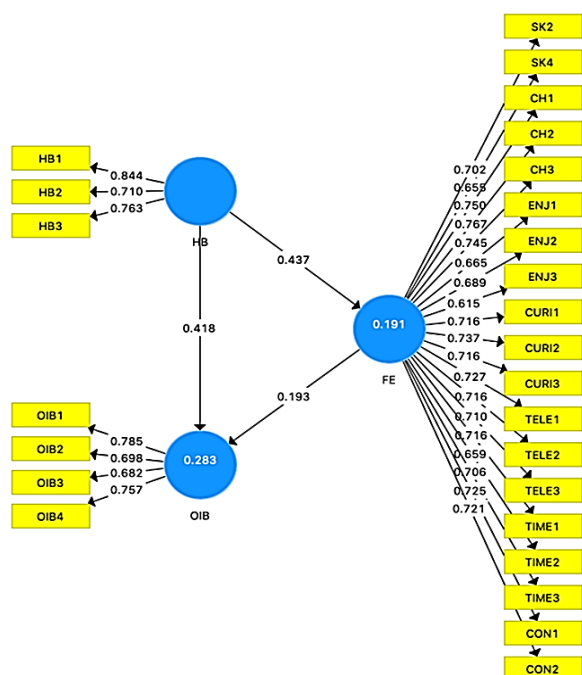 SK2
SK4
CH1
CH2
CH3
ENJ1
ENJ2
ENJ3
CURI1
CURI2
CURI3
TELE1
TELE2
TELE3
TIME1
TIME2
TIME3
CON1
CON2
0.702
0.655
0.750
0.767
0.745
0.665
0.689
0.615
0.716
0.737
0.716
0.727
0.716
0.710
0.716
0.659
0.706
0.725
0.721
HB1
HB2
HB3
0.844
0.710
0.763
HB
0.437
0.418
0.191
FE
0.193
OIB1
OIB2
OIB3
OIB4
0.785
0.698
0.682
0.757
0.283
OIB